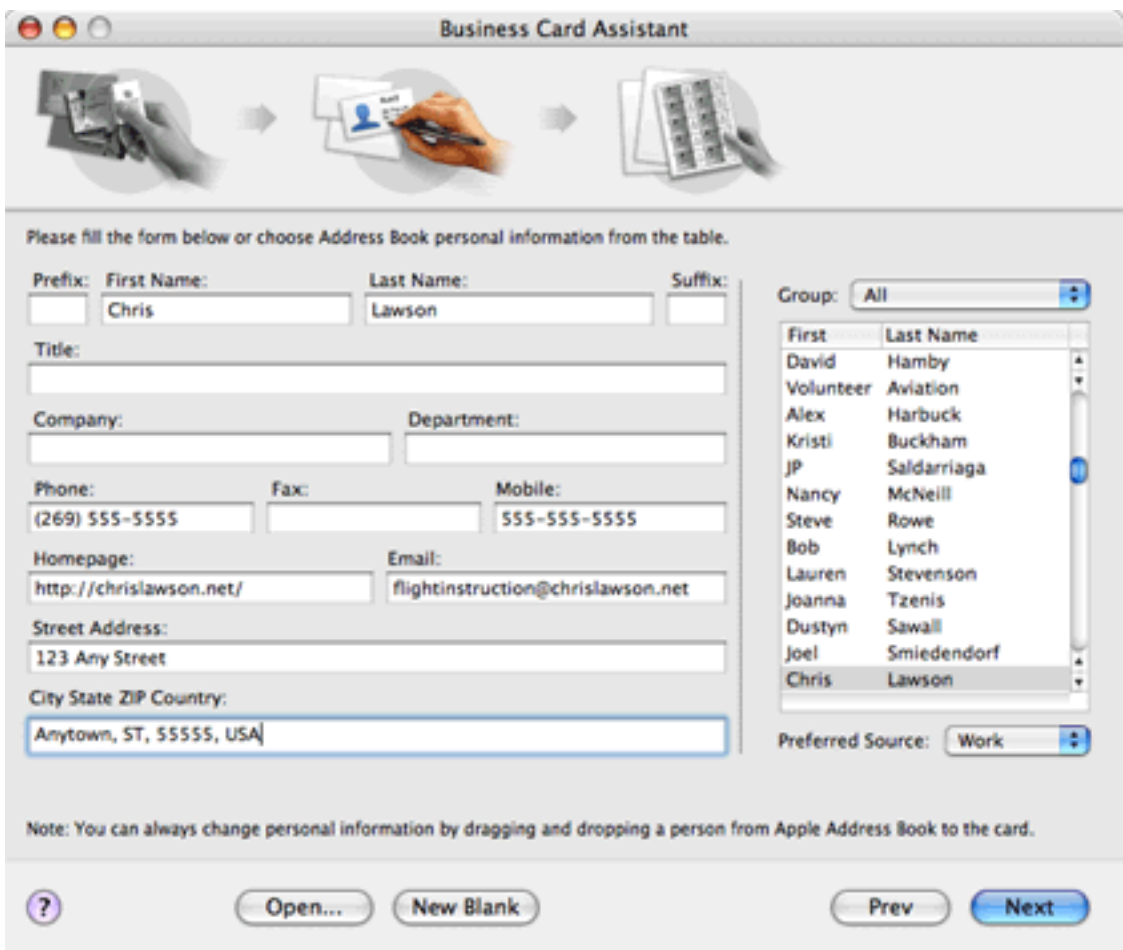 Business Card Assistant
Please fill the form below or choose Address Book personal information from the table.
Prefix: First Name: Last Name: Suffix:
Chris Lawson
Title:
Company: Department:
Phone: Fax: Mobile:
(269) 555-5555 555-555-5555
Homepage: Email:
http://chrislawson.net/ flightinstruction@chrislawson.net
Street Address:
123 Any Street
City State ZIP Country:
Anytown, ST, 55555, USA
Group: All
First Last Name
David Hamby
Volunteer Aviation
Alex Harbuck
Kristi Buckham
JP Saldarriaga
Nancy McNeill
Steve Rowe
Bob Lynch
Lauren Stevenson
Joanna Tzenis
Dustyn Sawall
Joel Smiedendorf
Chris Lawson
Preferred Source: Work
Note: You can always change personal information by dragging and dropping a person from Apple Address Book to the card.
? Open... New Blank Prev Next